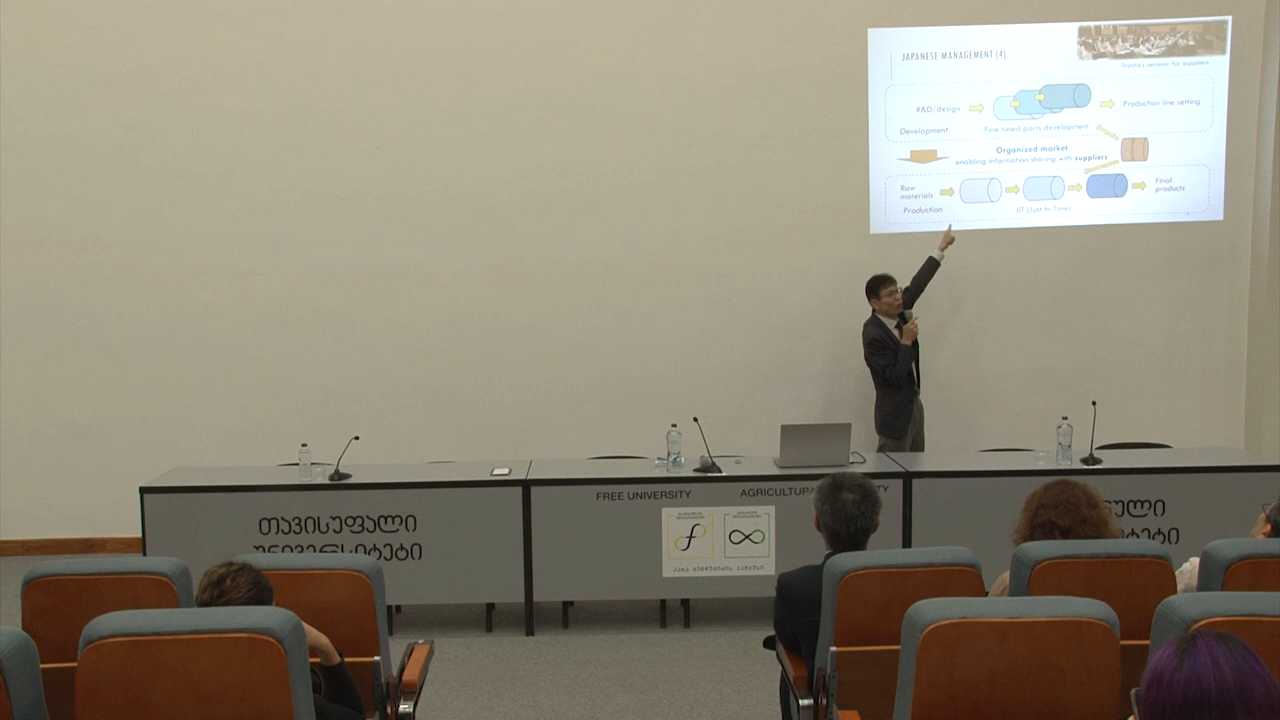 JAPANESE MANAGEMENT (4)
Toyota's seminar for suppliers
R&D/design
Production line setting
Development
Fine tuned parts development
Organized market
enabling information sharing with suppliers
Raw
materials
Final
products
Production
JIT (Just In Time)
FREE UNIVERSITY
თავისუფალი
უნივერსიტეტი